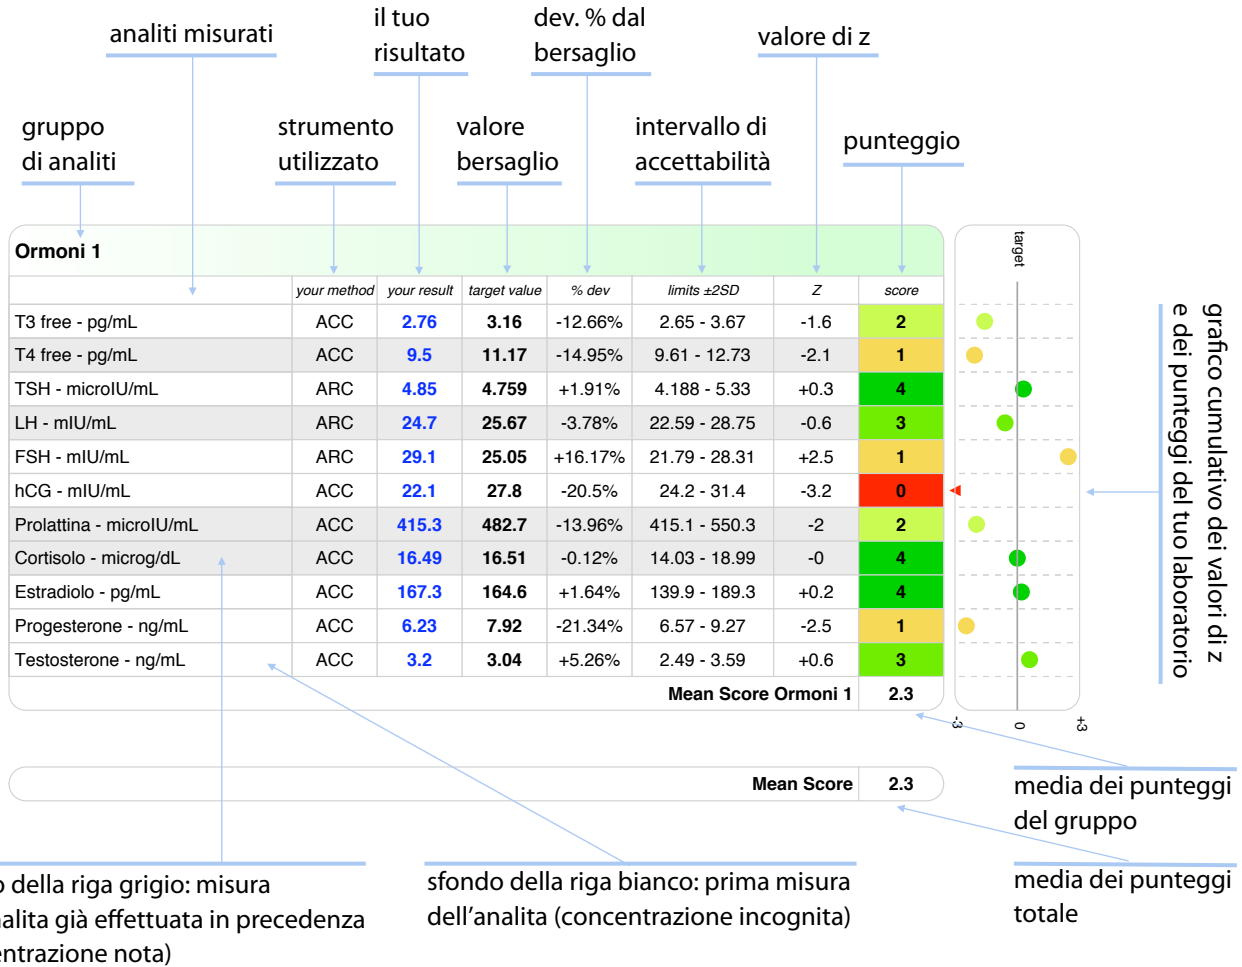 analiti misurati
il tuo
risultato
dev. % dal
bersaglio
valore di z
gruppo
di analiti
strumento
utilizzato
valore
bersaglio
intervallo di
accettabilità
punteggio
Ormoni 1
your method your result target value % dev limits ±2SD Z score
T3 free - pg/mL ACC 2.76 3.16 -12.66% 2.65 - 3.67 -1.6 2
T4 free - pg/mL ACC 9.5 11.17 -14.95% 9.61 - 12.73 -2.1 1
TSH - microIU/mL ARC 4.85 4.759 +1.91% 4.188 - 5.33 +0.3 4
LH - mIU/mL ARC 24.7 25.67 -3.78% 22.59 - 28.75 -0.6 3
FSH - mIU/mL ARC 29.1 25.05 +16.17% 21.79 - 28.31 +2.5 1
hCG - mIU/mL ACC 22.1 27.8 -20.5% 24.2 - 31.4 -3.2 0
Prolattina - microIU/mL ACC 415.3 482.7 -13.96% 415.1 - 550.3 -2 2
Cortisolo - microg/dL ACC 16.49 16.51 -0.12% 14.03 - 18.99 -0 4
Estradiolo - pg/mL ACC 167.3 164.6 +1.64% 139.9 - 189.3 +0.2 4
Progesterone - ng/mL ACC 6.23 7.92 -21.34% 6.57 - 9.27 -2.5 1
Testosterone - ng/mL ACC 3.2 3.04 +5.26% 2.49 - 3.59 +0.6 3
Mean Score Ormoni 1 2.3
target
-3 0 +3
grafico cumulativo dei valori di z
e dei punteggi del tuo laboratorio
Mean Score 2.3
media dei punteggi
del gruppo
media dei punteggi
totale
o della riga grigio: misura
nalita già effettuata in precedenza
entrazione nota)
sfondo della riga bianco: prima misura
dell'analita (concentrazione incognita)